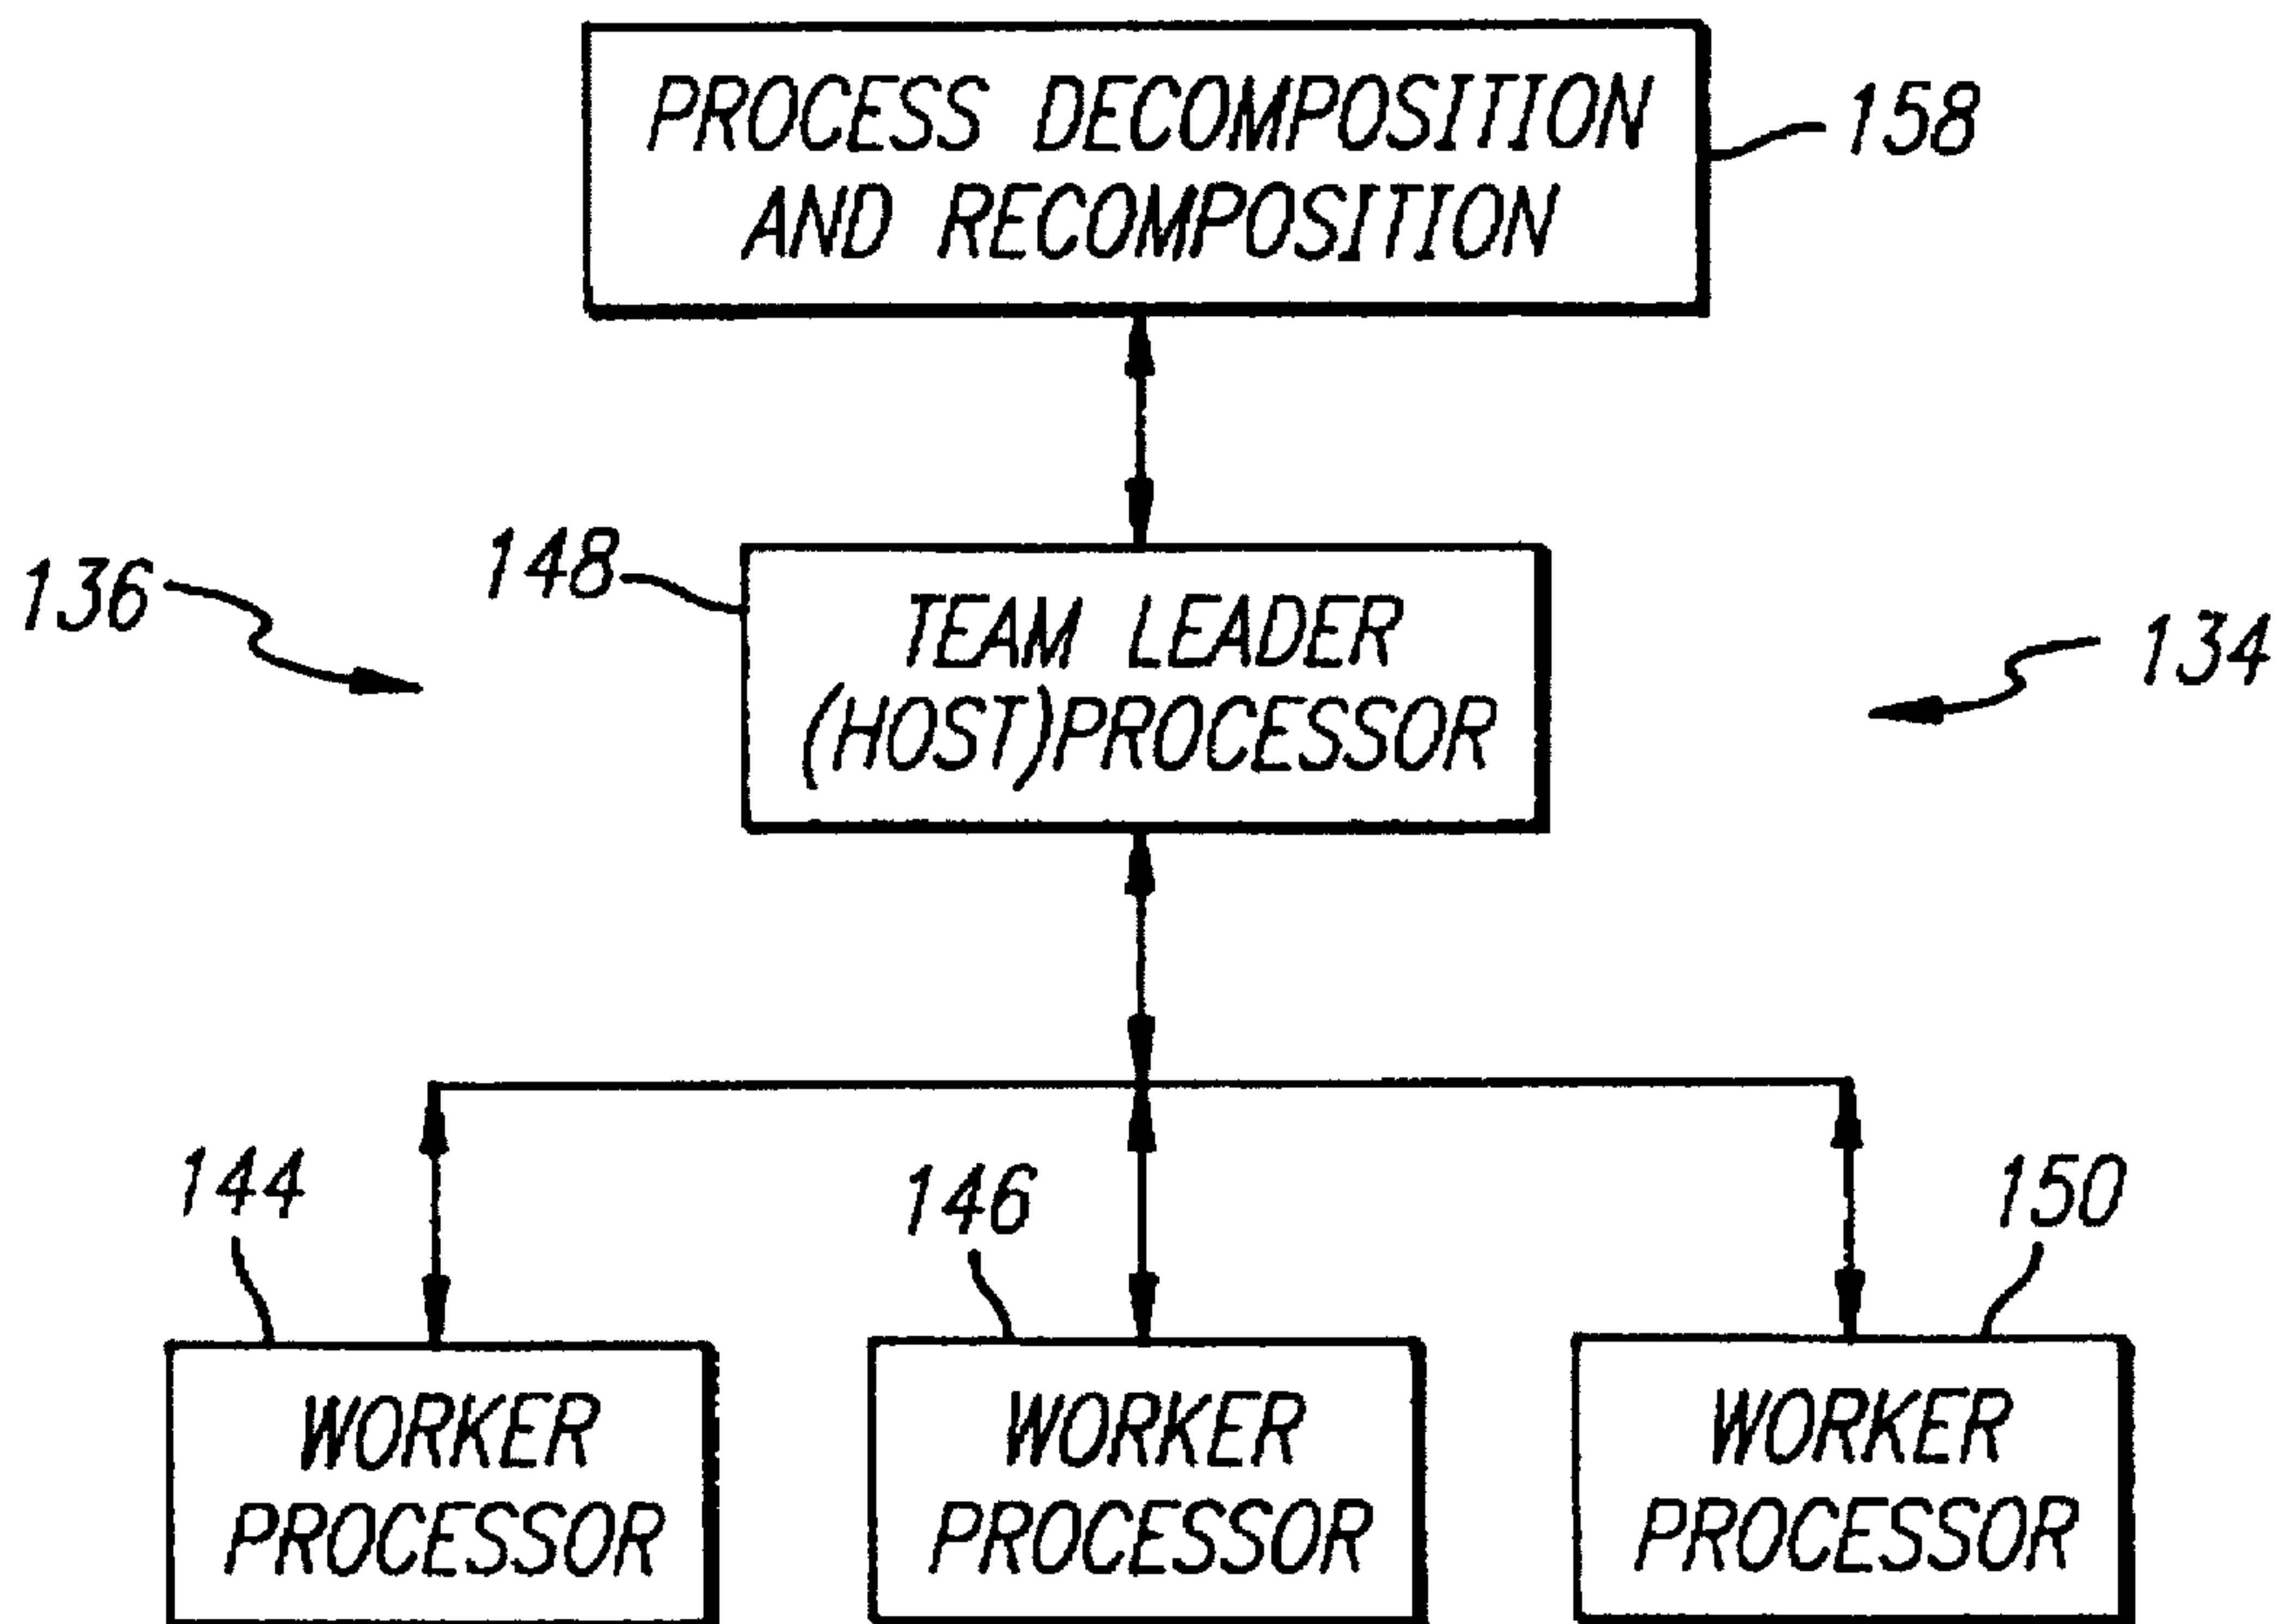 PROCESS DECOMPOSITION
AND RECOMPOSITION
158
136
148
TEAM LEADER
(HOST)PROCESSOR
134
144
146
150
WORKER
PROCESSOR
WORKER
PROCESSOR
WORKER
PROCESSOR